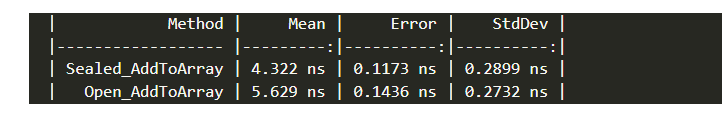 |            Method |     Mean |     Error |    StdDev |
|------------------ |---------:|----------:|----------:|
| Sealed_AddToArray | 4.322 ns | 0.1173 ns | 0.2899 ns |
|   Open_AddToArray | 5.629 ns | 0.1436 ns | 0.2732 ns |